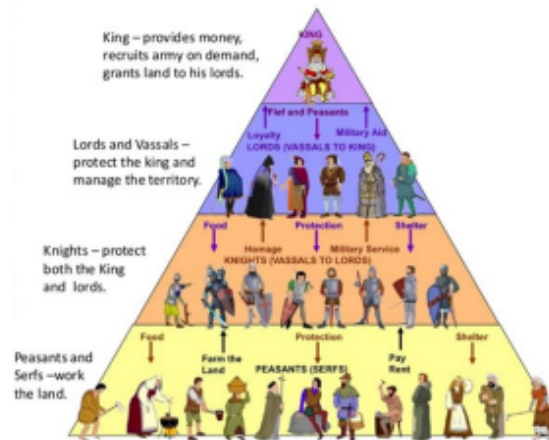 KING
King – provides money,
recruits army on demand,
grants land to his lords.
Fief and Peasants
Loyalty
Military Aid
LORDS (VASSALS TO KING)
Lords and Vassals –
protect the king and
manage the territory.
Food
Protection
Shelter
Homage
Military Service
KNIGHTS (VASSALS TO LORDS)
Knights – protect
both the King
and lords.
Food
Protection
Shelter
Farm the
Land
Pay
Rent
PEASANTS (SERFS)
Peasants and
Serfs –work
the land.